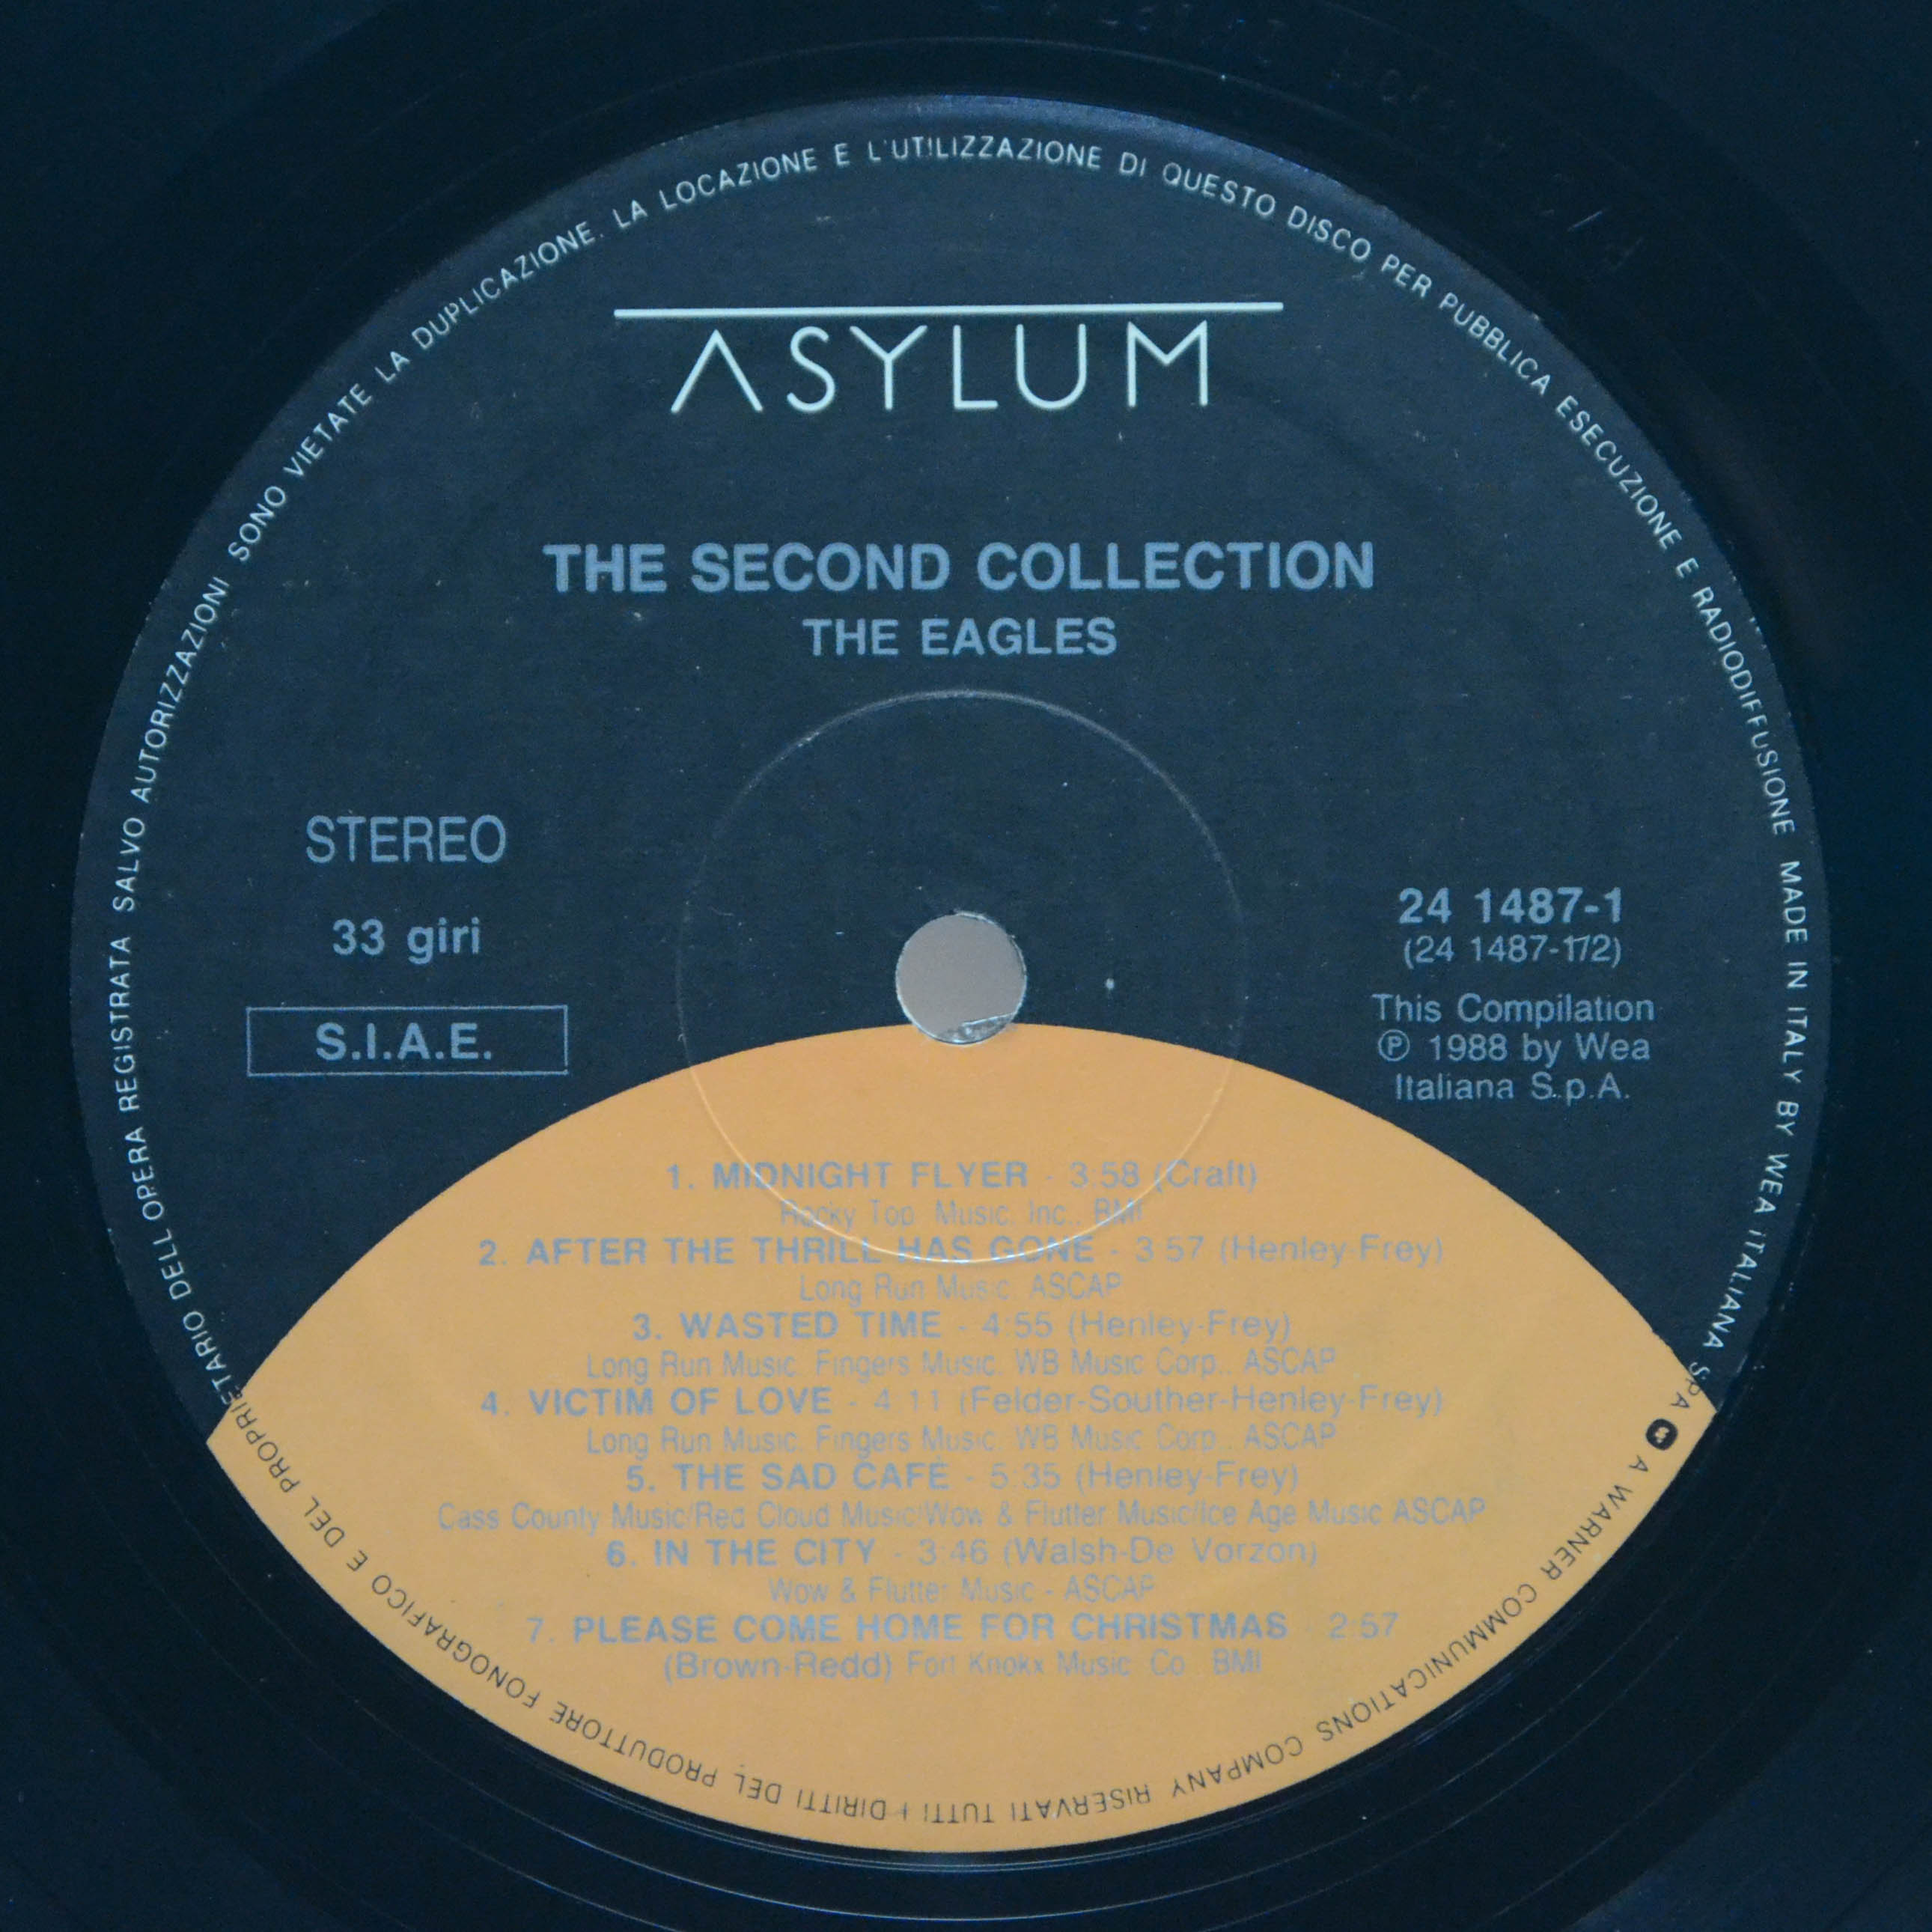 ASYLUM
THE SECOND COLLECTION
THE EAGLES
STEREO
33 giri
S.I.A.E.
24 1487-1
(24 1487-172)
This Compilation
℗ 1988 by Wea
Italiana S.p.A.
1. MIDNIGHT FLYER - 3:58 (Craft)
Rocky Top Music, Inc., BMI
2. AFTER THE THRILL HAS GONE - 3:57 (Henley-Frey)
Long Run Music, ASCAP
3. WASTED TIME - 4:55 (Henley-Frey)
Long Run Music, Fingers Music, WB Music Corp., ASCAP
4. VICTIM OF LOVE - 4:11 (Felder-Souther-Henley-Frey)
Long Run Music, Fingers Music, WB Music Corp., ASCAP
5. THE SAD CAFÈ - 5:35 (Henley-Frey)
Cass County Music/Red Cloud Music/Wow & Flutter Music/Ice Age Music ASCAP
6. IN THE CITY - 3:46 (Walsh-De Vorzon)
Wow & Flutter Music - ASCAP
7. PLEASE COME HOME FOR CHRISTMAS - 2:57
(Brown-Redd) Fort Knokx Music Co. BMI
MADE IN ITALY BY WEA ITALIANA SPA A WARNER COMMUNICATIONS COMPANY RISERVATI TUTTI I DIRITTI DEL PRODUTTORE FONOGRAFICO E DEL PROPRIETARIO DELL'OPERA REGISTRATA SALVO AUTORIZZAZIONI SONO VIETATE LA DUPLICAZIONE. LA LOCAZIONE E L'UTILIZZAZIONE DI QUESTO DISCO PER PUBBLICA ESECUZIONE E RADIODIFFUSIONE